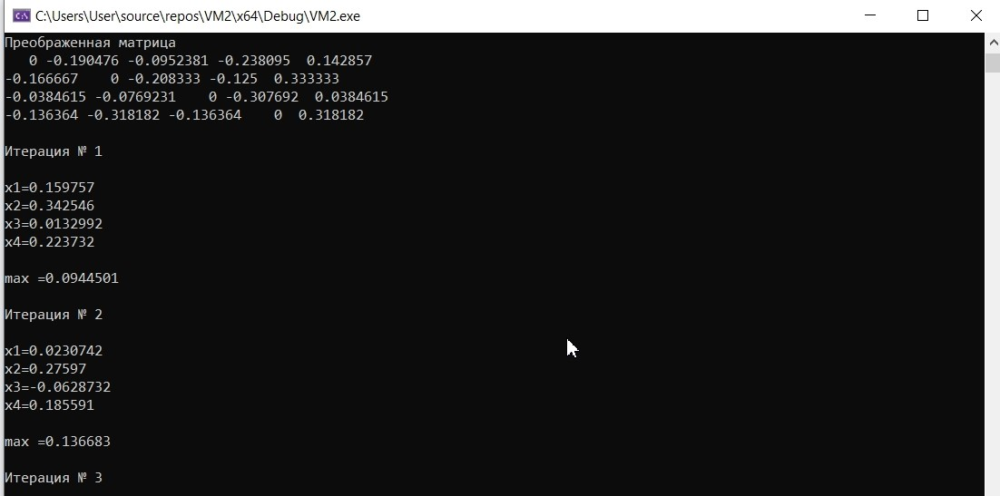 C:\Users\User\source\repos\VM2\x64\Debug\VM2.exe
Преображенная матрица
0 -0.190476 -0.0952381 -0.238095 0.142857
-0.166667 0 -0.208333 -0.125 0.333333
-0.0384615 -0.0769231 0 -0.307692 0.0384615
-0.136364 -0.318182 -0.136364 0 0.318182
Итерация № 1
x1=0.159757
x2=0.342546
x3=0.0132992
x4=0.223732
max =0.0944501
Итерация № 2
x1=0.0230742
x2=0.27597
x3=-0.0628732
x4=0.185591
max =0.136683
Итерация № 3